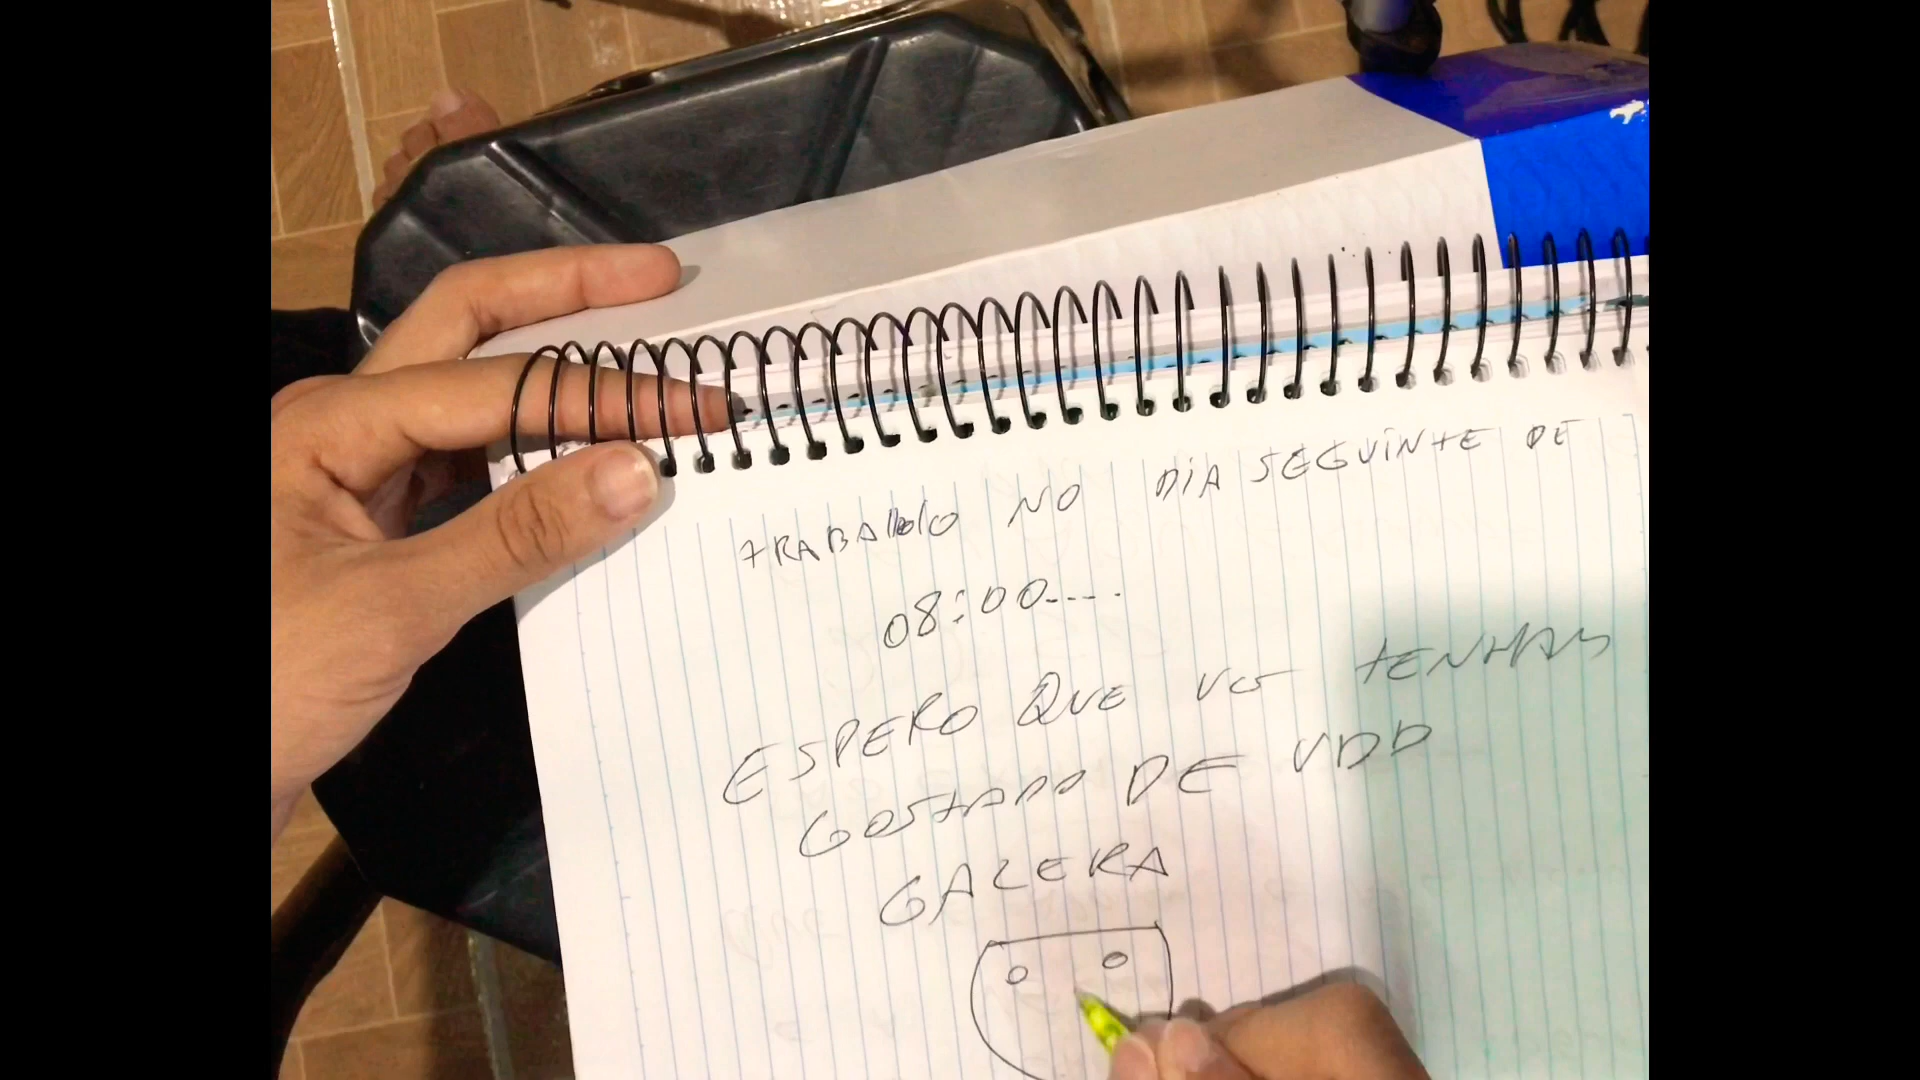 TRABALHO NO DIA SEGUINTE DE
08:00....
ESPERO QUE VCS TENHAM
GOSTADO DE VDD
GALERA